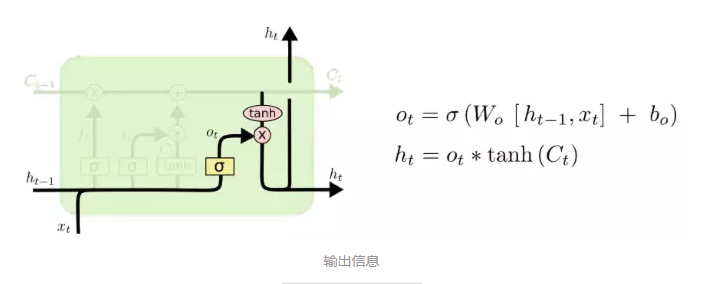 h_t
C_{t-1}
C_t
tanh
o_t
x
σ
σ
σ
tanh
h_{t-1}
h_t
x_t
o_t = σ (W_o [h_{t-1}, x_t] + b_o)
h_t = o_t * tanh (C_t)
输出信息